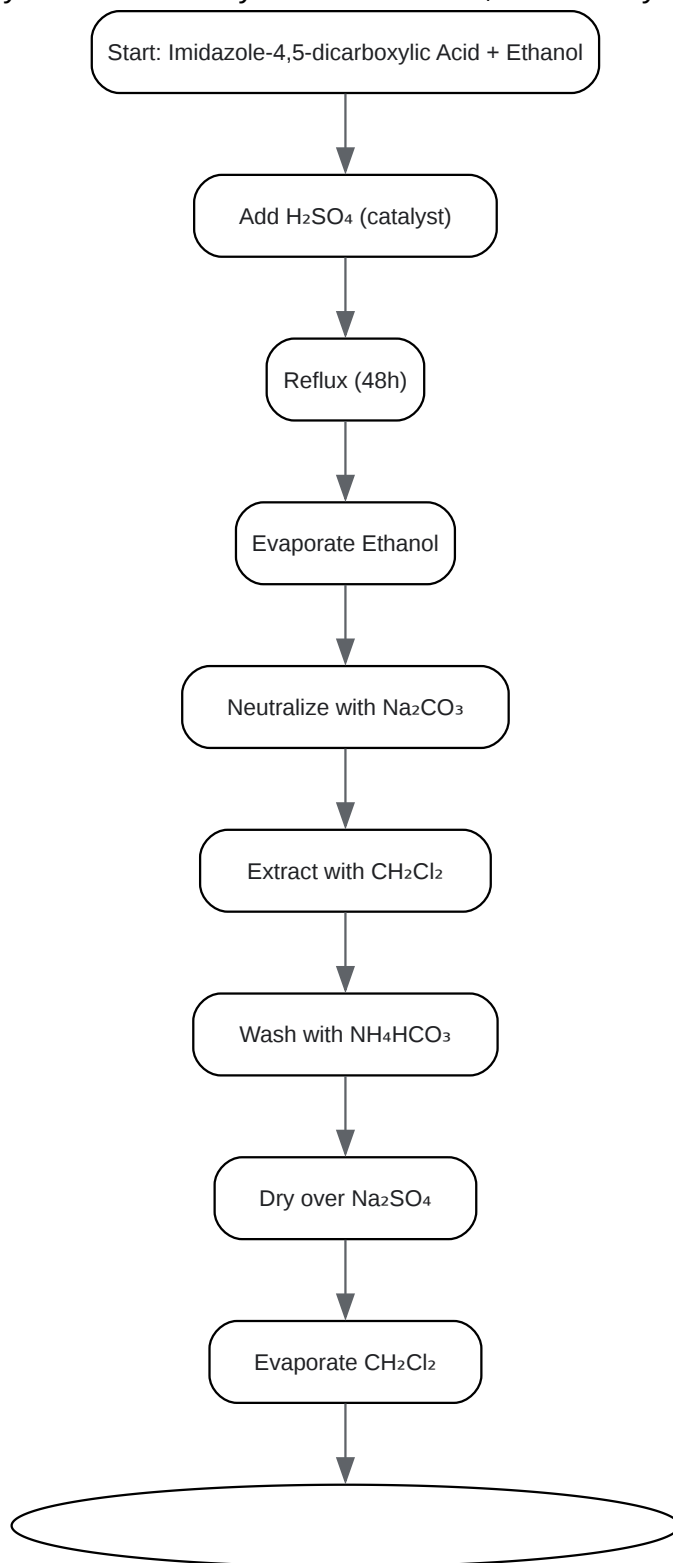 Start: Imidazole-4,5-dicarboxylic Acid + Ethanol
Add H₂SO₄ (catalyst)
Reflux (48h)
Evaporate Ethanol
Neutralize with Na₂CO₃
Extract with CH₂Cl₂
Wash with NH₄HCO₃
Dry over Na₂SO₄
Evaporate CH₂Cl₂